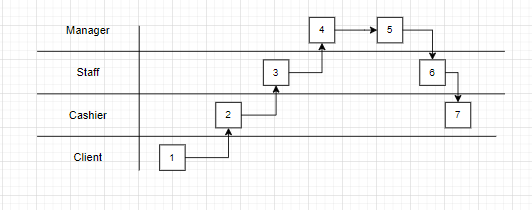 Manager 4 5
Staff 3 6
Cashier 2 7
Client 1